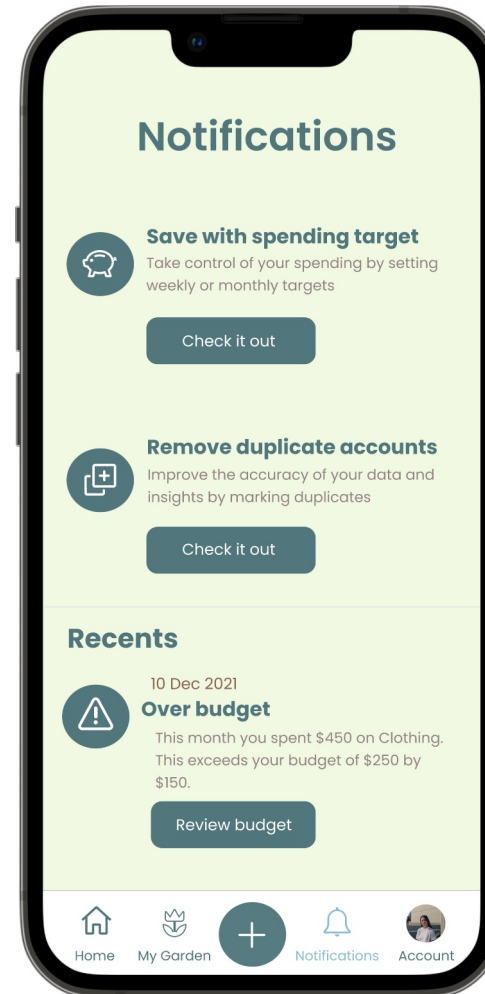 Notifications
Save with spending target
Take control of your spending by setting
weekly or monthly targets
Check it out
Remove duplicate accounts
Improve the accuracy of your data and
insights by marking duplicates
Check it out
Recents
10 Dec 2021
Over budget
This month you spent $450 on Clothing.
This exceeds your budget of $250 by
$150.
Review budget
Home My Garden Notifications Account